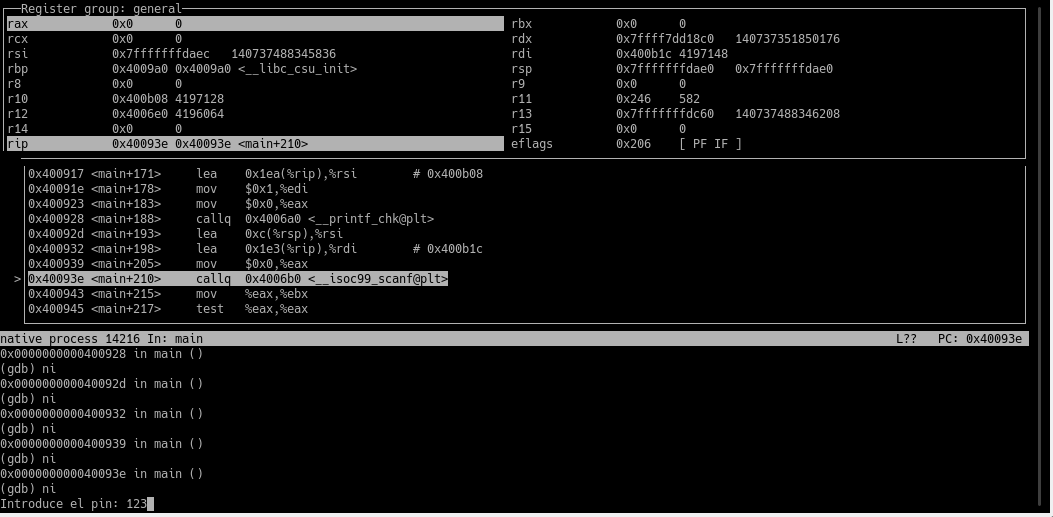 Register group: general
rax 0x0 0 rbx 0x0 0
rcx 0x0 0 rdx 0x7ffff7dd18c0 140737351850176
rsi 0x7fffffffdaec 140737488345836 rdi 0x400b1c 4197148
rbp 0x4009a0 0x4009a0 <__libc_csu_init> rsp 0x7fffffffdae0 0x7fffffffdae0
r8 0x0 0 r9 0x0 0
r10 0x400b08 4197128 r11 0x246 582
r12 0x4006e0 4196064 r13 0x7fffffffdc60 140737488346208
r14 0x0 0 r15 0x0 0
rip 0x40093e 0x40093e <main+210> eflags 0x206 [ PF IF ]
0x400917 <main+171> lea 0x1ea(%rip),%rsi # 0x400b08
0x40091e <main+178> mov $0x1,%edi
0x400923 <main+183> mov $0x0,%eax
0x400928 <main+188> callq 0x4006a0 <__printf_chk@plt>
0x40092d <main+193> lea 0xc(%rsp),%rsi
0x400932 <main+198> lea 0x1e3(%rip),%rdi # 0x400b1c
0x400939 <main+205> mov $0x0,%eax
>0x40093e <main+210> callq 0x4006b0 <__isoc99_scanf@plt>
0x400943 <main+215> mov %eax,%ebx
0x400945 <main+217> test %eax,%eax
native process 14216 In: main L?? PC: 0x40093e
0x0000000000400928 in main ()
(gdb) ni
0x000000000040092d in main ()
(gdb) ni
0x0000000000400932 in main ()
(gdb) ni
0x0000000000400939 in main ()
(gdb) ni
0x000000000040093e in main ()
(gdb) ni
Introduce el pin: 123